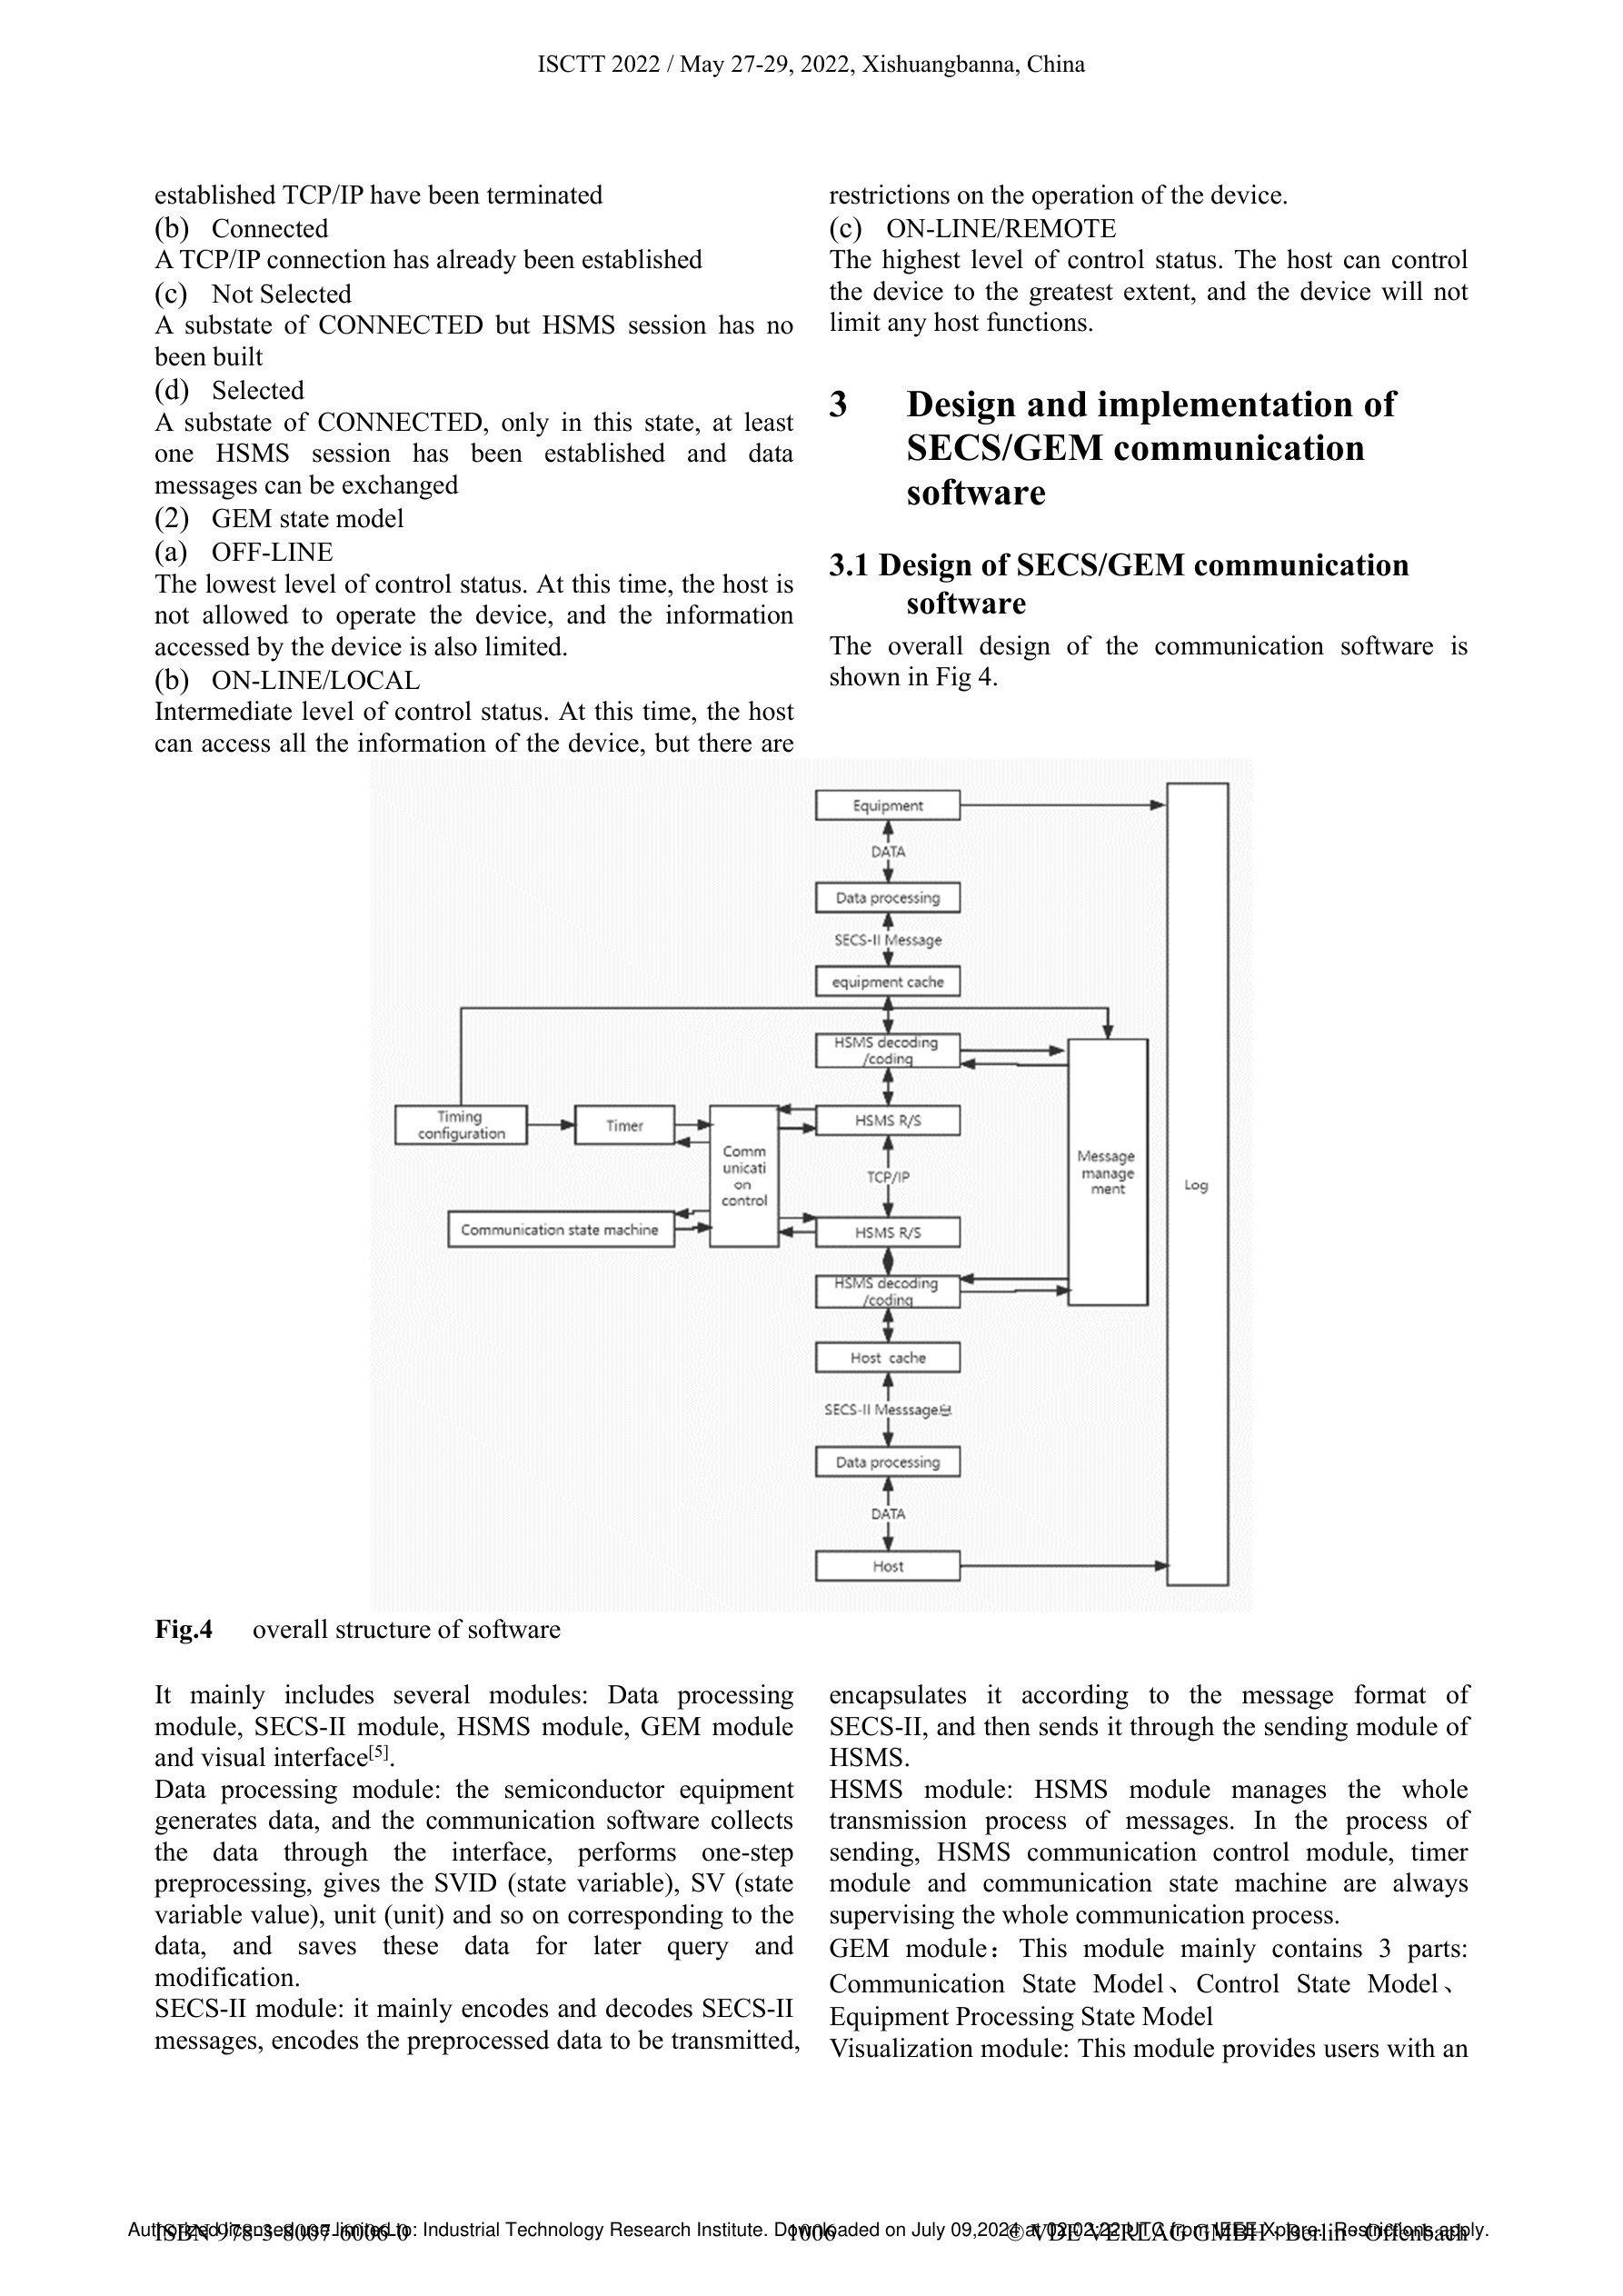 ISCTT 2022 / May 27-29, 2022, Xishuangbanna, China
established TCP/IP have been terminated
(b) Connected
A TCP/IP connection has already been established
(c) Not Selected
A substate of CONNECTED but HSMS session has no
been built
(d) Selected
A substate of CONNECTED, only in this state, at least
one HSMS session has been established and data
messages can be exchanged
(2) GEM state model
(a) OFF-LINE
The lowest level of control status. At this time, the host is
not allowed to operate the device, and the information
accessed by the device is also limited.
(b) ON-LINE/LOCAL
Intermediate level of control status. At this time, the host
can access all the information of the device, but there are
restrictions on the operation of the device.
(c) ON-LINE/REMOTE
The highest level of control status. The host can control
the device to the greatest extent, and the device will not
limit any host functions.
3 Design and implementation of
SECS/GEM communication
software
3.1 Design of SECS/GEM communication
software
The overall design of the communication software is
shown in Fig 4.
Equipment
DATA
Data processing
SECS-II Message
equipment cache
HSMS decoding
/coding
Timing
configuration
Timer
Comm
unicati
on
control
HSMS R/S
TCP/IP
Message
manage
ment
Log
Communication state machine
HSMS R/S
HSMS decoding
/coding
Host cache
SECS-II Messsage
Data processing
DATA
Host
Fig.4 overall structure of software
It mainly includes several modules: Data processing
module, SECS-II module, HSMS module, GEM module
and visual interface[5].
Data processing module: the semiconductor equipment
generates data, and the communication software collects
the data through the interface, performs one-step
preprocessing, gives the SVID (state variable), SV (state
variable value), unit (unit) and so on corresponding to the
data, and saves these data for later query and
modification.
SECS-II module: it mainly encodes and decodes SECS-II
messages, encodes the preprocessed data to be transmitted,
encapsulates it according to the message format of
SECS-II, and then sends it through the sending module of
HSMS.
HSMS module: HSMS module manages the whole
transmission process of messages. In the process of
sending, HSMS communication control module, timer
module and communication state machine are always
supervising the whole communication process.
GEM module：This module mainly contains 3 parts:
Communication State Model、Control State Model、
Equipment Processing State Model
Visualization module: This module provides users with an
Authorized licensed use limited to: Industrial Technology Research Institute. Downloaded on July 09,2024 at 02:02:22 UTC from IEEE Xplore. Restrictions apply.
ISBN 978-3-8007-6006-0 1006 © VDE VERLAG GMBH · Berlin · Offenbach